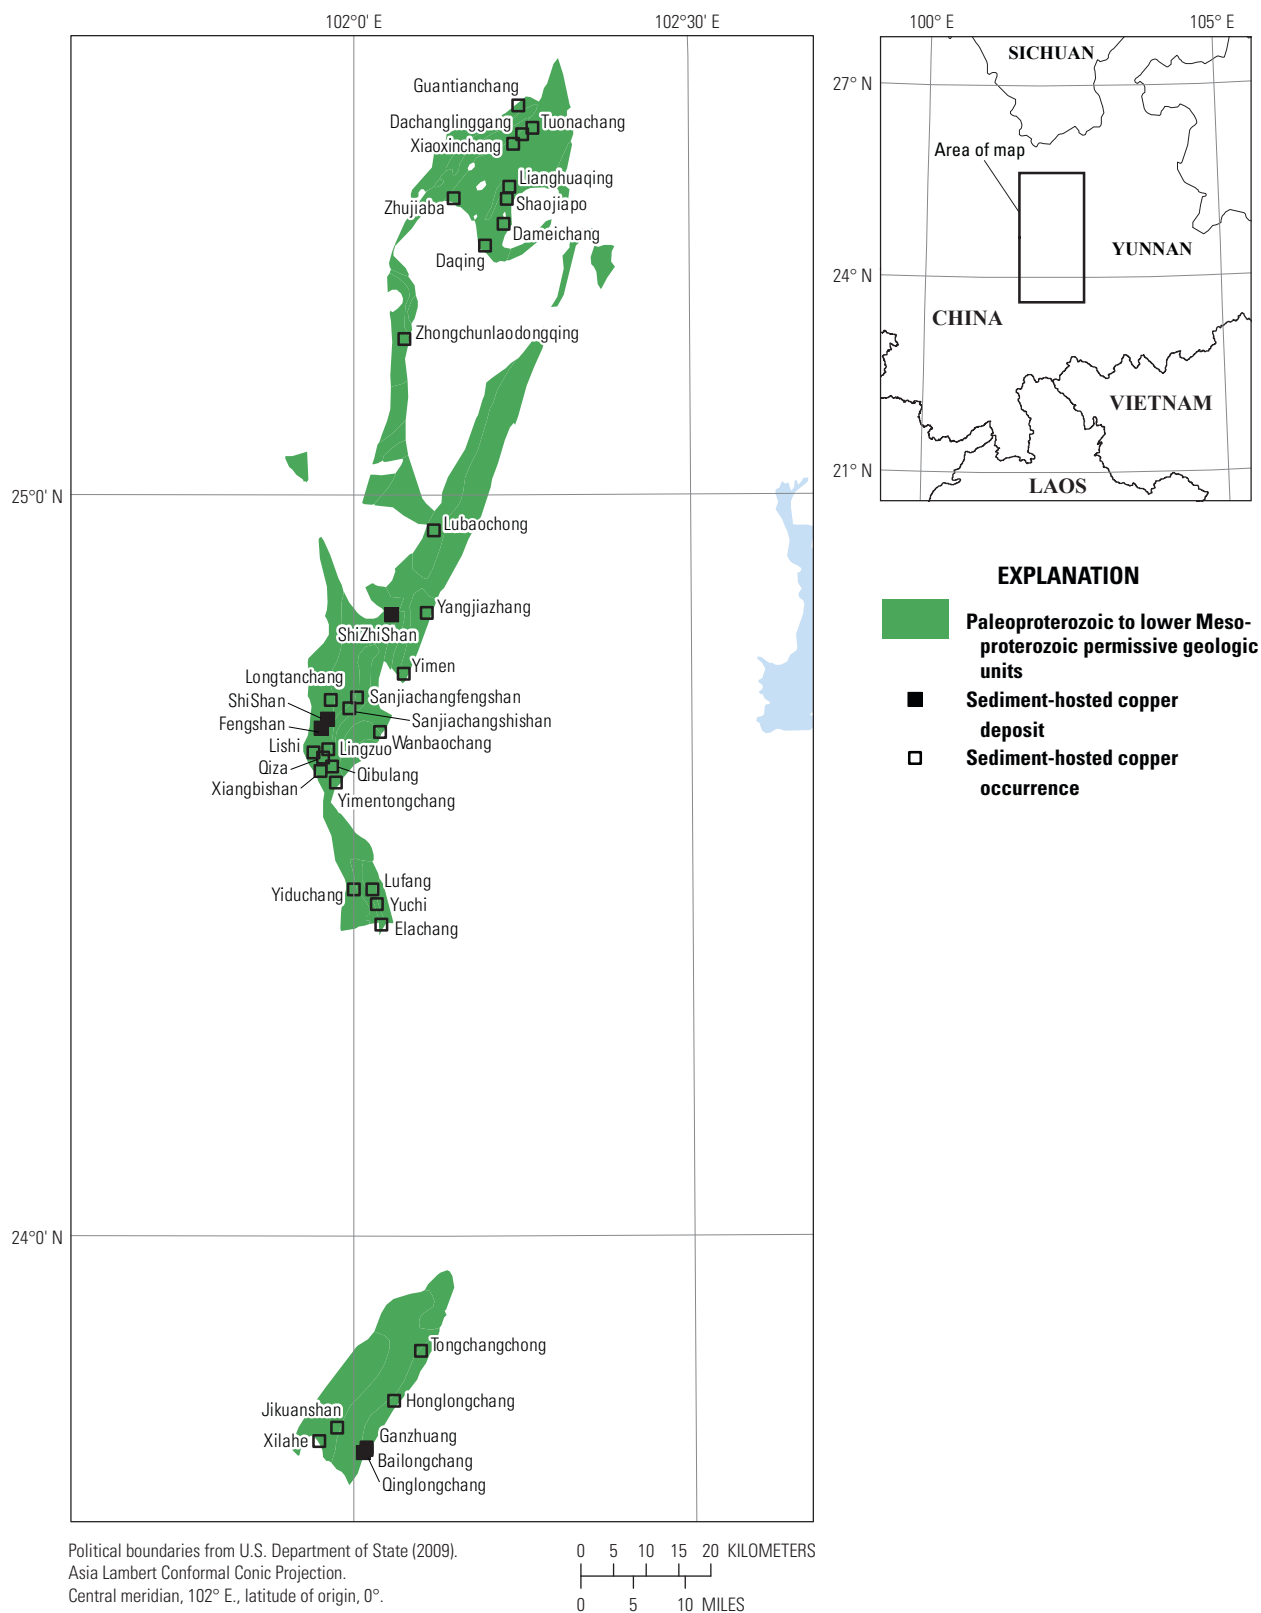 102°0' E
102°30' E
Guantianchang
Dachanglinggang
Tuonachang
Xiaoxinchang
Lianghuaqing
Zhujiaba
Shaojiapo
Dameichang
Daqing
Zhongchunlaodongqing
25°0' N
Lubaochong
Yangjiazhang
ShiZhiShan
Yimen
Longtanchang
Sanjiachangfengshan
ShiShan
Sanjiachangshishan
Fengshan
Wanbaochang
Lishi
Lingzuo
Qiza
Qibulang
Xiangbishan
Yimentongchang
Lufang
Yiduchang
Yuchi
Elachang
24°0' N
Tongchangchong
Honglongchang
Jikuanshan
Ganzhuang
Xilahe
Bailongchang
Qinglongchang
100° E
105° E
SICHUAN
27° N
Area of map
YUNNAN
24° N
CHINA
VIETNAM
21° N
LAOS
EXPLANATION
Paleoproterozoic to lower Meso-
proterozoic permissive geologic
units
Sediment-hosted copper
deposit
Sediment-hosted copper
occurrence
Political boundaries from U.S. Department of State (2009).
Asia Lambert Conformal Conic Projection.
Central meridian, 102° E., latitude of origin, 0°.
0 5 10 15 20 KILOMETERS
0 5 10 MILES